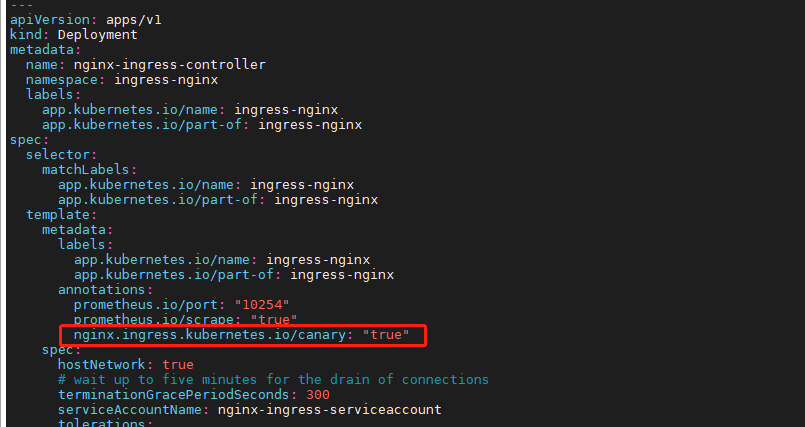 ---
apiVersion: apps/v1
kind: Deployment
metadata:
  name: nginx-ingress-controller
  namespace: ingress-nginx
  labels:
    app.kubernetes.io/name: ingress-nginx
    app.kubernetes.io/part-of: ingress-nginx
spec:
  selector:
    matchLabels:
      app.kubernetes.io/name: ingress-nginx
      app.kubernetes.io/part-of: ingress-nginx
  template:
    metadata:
      labels:
        app.kubernetes.io/name: ingress-nginx
        app.kubernetes.io/part-of: ingress-nginx
      annotations:
        prometheus.io/port: "10254"
        prometheus.io/scrape: "true"
        nginx.ingress.kubernetes.io/canary: "true"
    spec:
      hostNetwork: true
      # wait up to five minutes for the drain of connections
      terminationGracePeriodSeconds: 300
      serviceAccountName: nginx-ingress-serviceaccount
      tolerations: